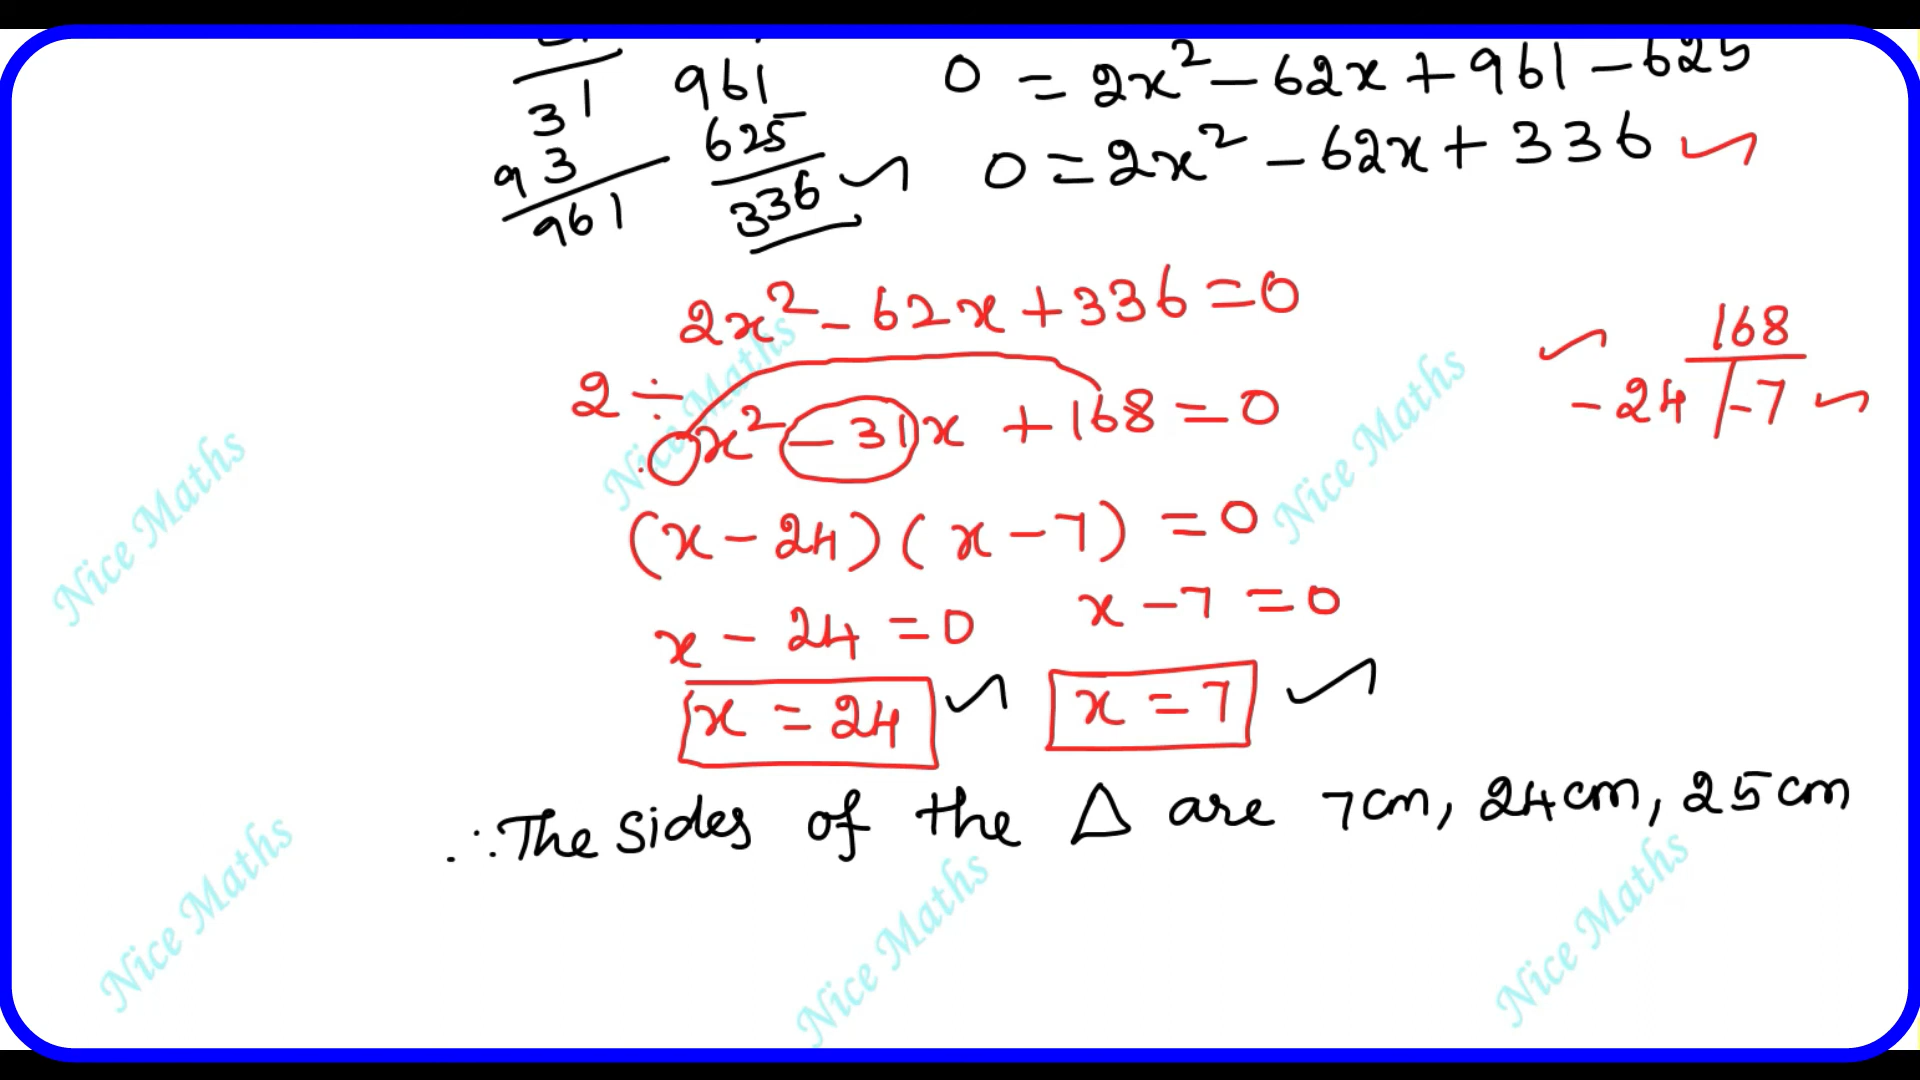 31 961 0 = 2x² - 62x + 961 - 625
93 625 0 = 2x² - 62x + 336
961 336
2x² - 62x + 336 = 0
168
2 ÷
x² - 31x + 168 = 0
-24 / -7
(x - 24) (x - 7) = 0
x - 24 = 0 x - 7 = 0
x = 24 x = 7
∴ The sides of the △ are 7cm, 24cm, 25cm
Nice Maths
Nice Maths
Nice Maths
Nice Maths
Nice Maths
Nice Maths